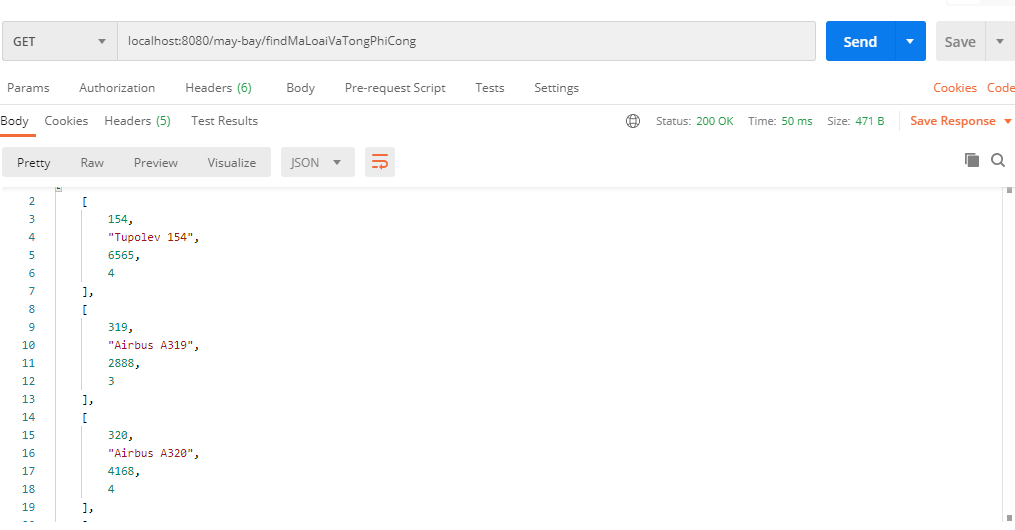 GET localhost:8080/may-bay/findMaLoaiVaTongPhiCong Send Save
Params Authorization Headers (6) Body Pre-request Script Tests Settings Cookies Code
Body Cookies Headers (5) Test Results Status: 200 OK Time: 50 ms Size: 471 B Save Response
Pretty Raw Preview Visualize JSON
2 [
3 154,
4 "Tupolev 154",
5 6565,
6 4
7 ],
8 [
9 319,
10 "Airbus A319",
11 2888,
12 3
13 ],
14 [
15 320,
16 "Airbus A320",
17 4168,
18 4
19 ],